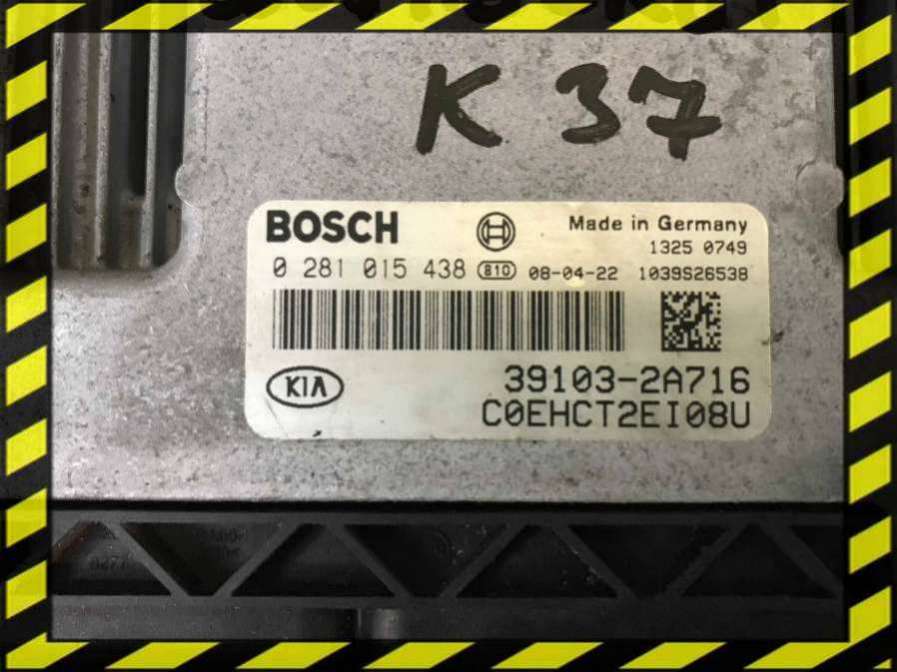 K 37
BOSCH
Made in Germany
1325 0749
0 281 015 438 810 08-04-22 1039S26538
KIA
39103-2A716
C0EHCT2EI08U